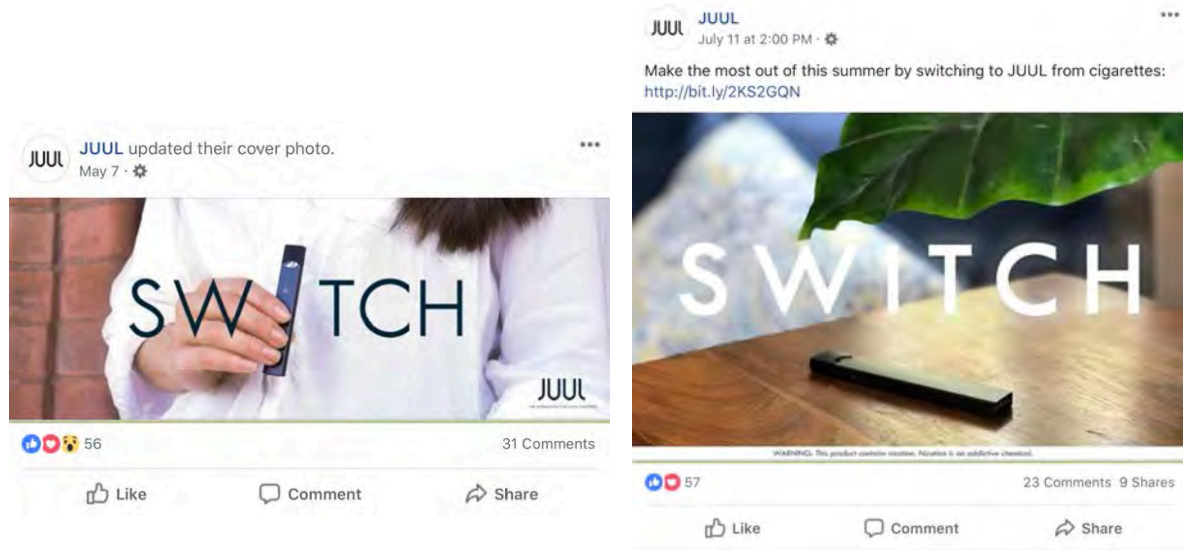 JUUL
JUUL updated their cover photo.
May 7 ·
SW TCH
JUUL
56
31 Comments
Like
Comment
Share
JUUL
JUUL
July 11 at 2:00 PM ·
Make the most out of this summer by switching to JUUL from cigarettes:
http://bit.ly/2KS2GQN
SWITCH
WARNING: This product contains nicotine. Nicotine is an addictive chemical.
57
23 Comments 9 Shares
Like
Comment
Share